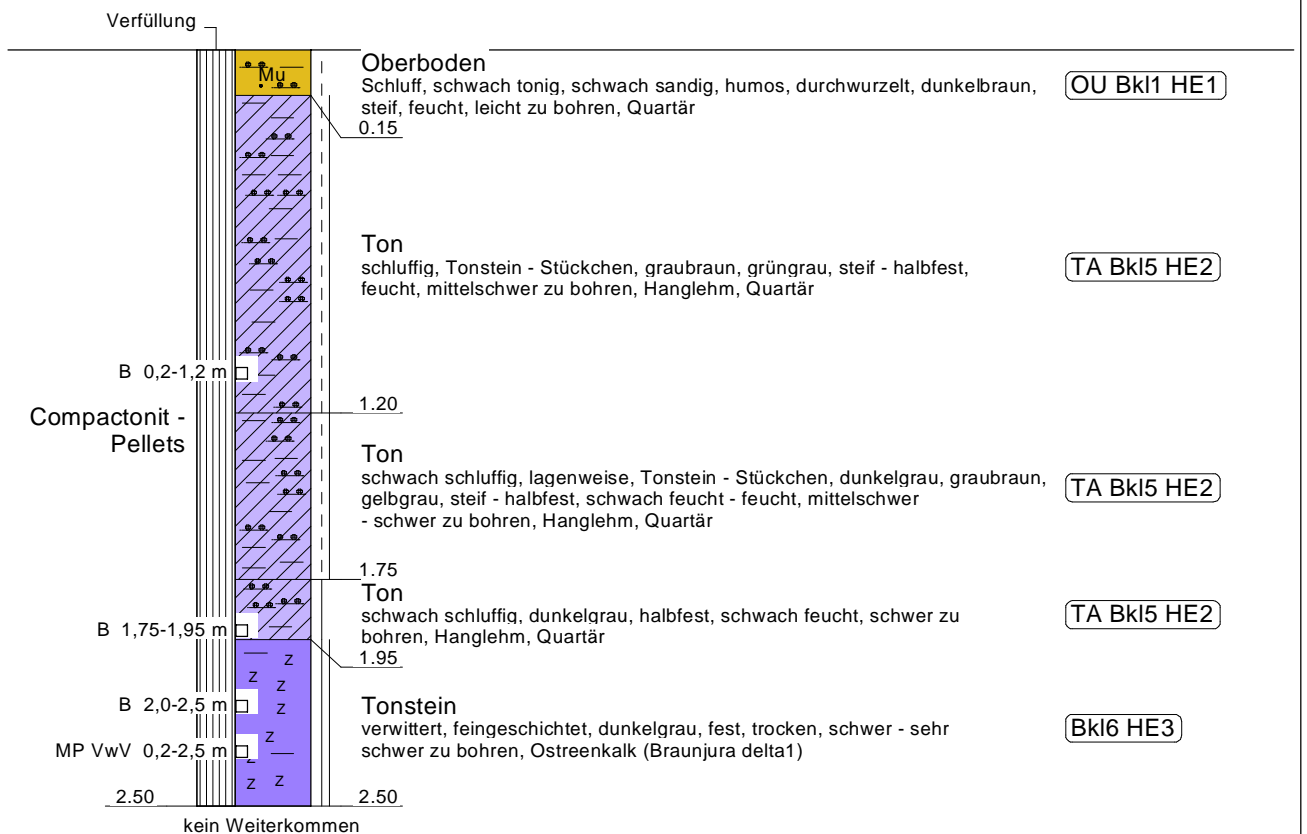 Verfüllung
Mu
Oberboden
Schluff, schwach tonig, schwach sandig, humos, durchwurzelt, dunkelbraun,
steif, feucht, leicht zu bohren, Quartär
OU Bkl1 HE1
0.15
Ton
schluffig, Tonstein - Stückchen, graubraun, grüngrau, steif - halbfest,
feucht, mittelschwer zu bohren, Hanglehm, Quartär
TA Bkl5 HE2
B 0,2-1,2 m
1.20
Compactonit -
Pellets
Ton
schwach schluffig, lagenweise, Tonstein - Stückchen, dunkelgrau, graubraun,
gelbgrau, steif - halbfest, schwach feucht - feucht, mittelschwer
- schwer zu bohren, Hanglehm, Quartär
TA Bkl5 HE2
1.75
Ton
schwach schluffig, dunkelgrau, halbfest, schwach feucht, schwer zu
bohren, Hanglehm, Quartär
TA Bkl5 HE2
B 1,75-1,95 m
1.95
Z
Z
Z
B 2,0-2,5 m
Z
Tonstein
verwittert, feingeschichtet, dunkelgrau, fest, trocken, schwer - sehr
schwer zu bohren, Ostreenkalk (Braunjura delta1)
Bkl6 HE3
Z
MP VwV 0,2-2,5 m
Z
Z
Z
2.50
2.50
kein Weiterkommen